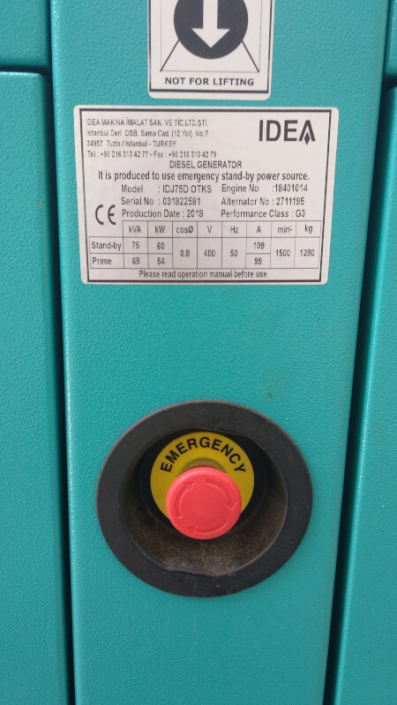 NOT FOR LIFTING
IDEA MAKİNA İMALAT SAN. VE TİC.LTD.ŞTİ
İstanbul Deri OSB. Sama Cad. [12.Yol] No:7
34957 Tuzla / İstanbul - TURKEY
Tel : +90 216 313 42 77 - Fax : +90 216 313 42 79
IDEA
DIESEL GENERATOR
It is produced to use emergency stand-by power source.
Model : IDJ75D OTKS Engine No :18401014
Serial No : 031822581 Alternator No : 2711195
CE Production Date : 2018 Performance Class : G3
kVA kW cosØ V Hz A min- kg
Stand-by 75 60 0.8 400 50 109 1500 1280
Prime 68 54 99
Please read operation manual before use.
EMERGENCY